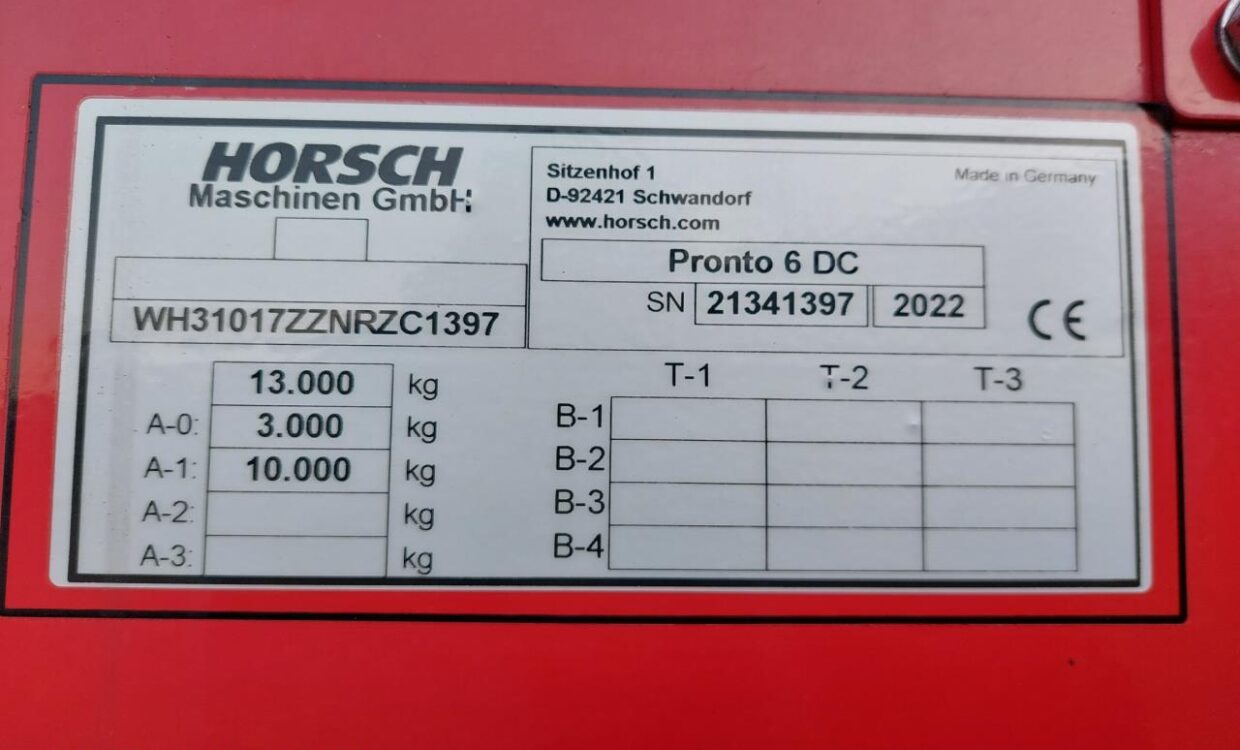 HORSCH
Maschinen GmbH
WH31017ZZNRZC1397
Sitzenhof 1
D-92421 Schwandorf
www.horsch.com
Made in Germany
Pronto 6 DC
SN 21341397 2022
CE
13.000 kg
A-0: 3.000 kg
A-1: 10.000 kg
A-2: kg
A-3: kg
T-1 T-2 T-3
B-1
B-2
B-3
B-4